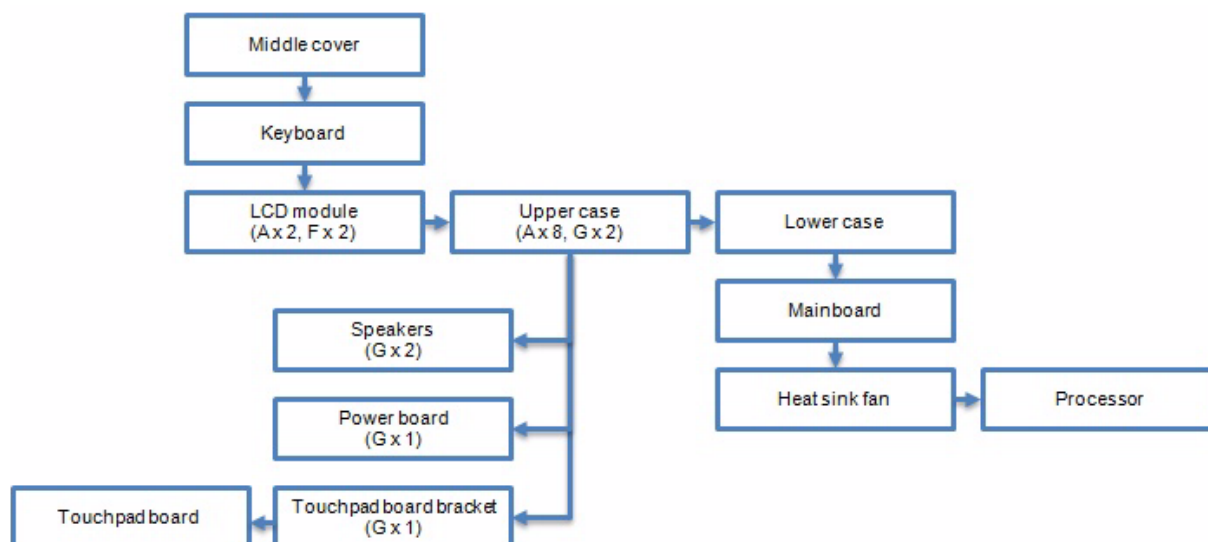 Middle cover
Keyboard
LCD module
(A x 2, F x 2)
Upper case
(A x 8, G x 2)
Lower case
Mainboard
Speakers
(G x 2)
Heat sink fan
Processor
Power board
(G x 1)
Touchpad board bracket
(G x 1)
Touchpad board